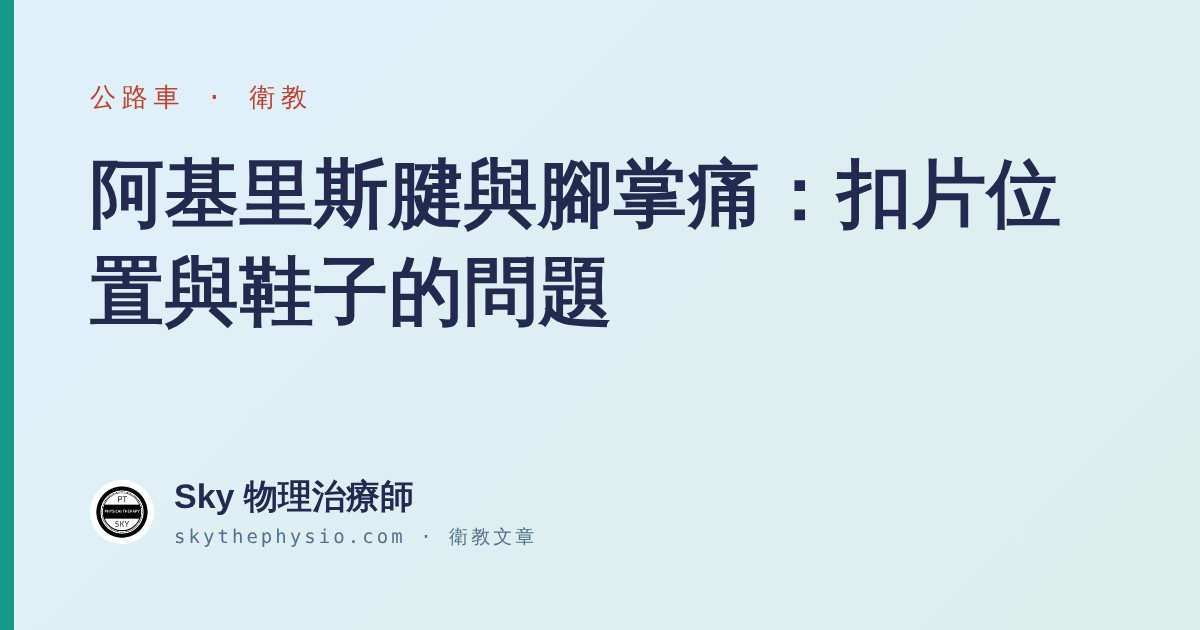 公路車 · 衛教
阿基里斯腱與腳掌痛：扣片位
置與鞋子的問題
PT
PHYSICAL THERAPY
SKY
Sky 物理治療師
skythephysio.com · 衛教文章